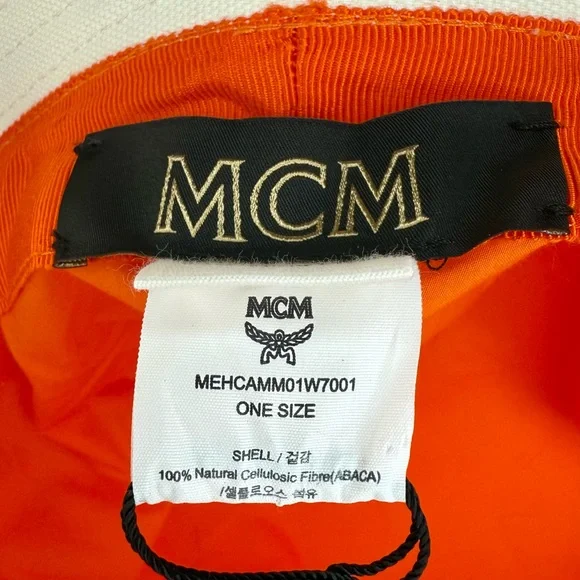 MCM
MCM
MEHCAMM01W7001
ONE SIZE
SHELL / 겉감
100% Natural Cellulosic Fibre(ABACA)
/셀룰로오스 섬유